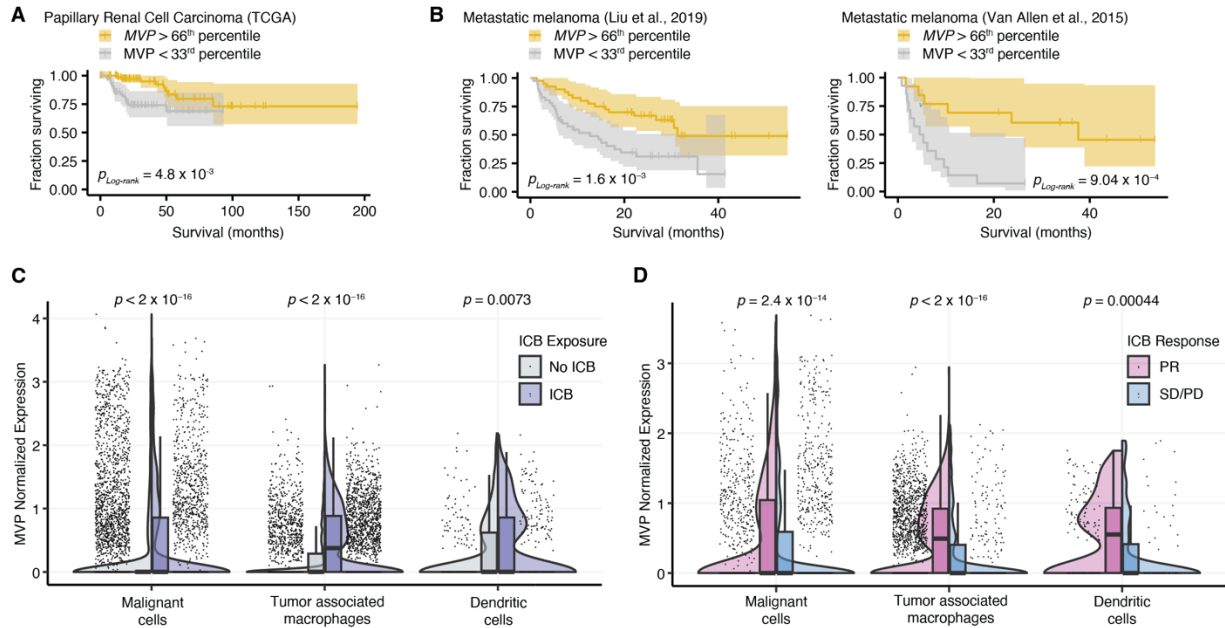 A Papillary Renal Cell Carcinoma (TCGA)
MVP > 66th percentile
MVP < 33rd percentile
Fraction surviving
1.00
0.75
0.50
0.25
0.00
pLog-rank = 4.8 x 10⁻³
0 50 100 150 200
Survival (months)
B Metastatic melanoma (Liu et al., 2019)
MVP > 66th percentile
MVP < 33rd percentile
Fraction surviving
1.00
0.75
0.50
0.25
0.00
pLog-rank = 1.6 x 10⁻³
0 20 40
Survival (months)
Metastatic melanoma (Van Allen et al., 2015)
MVP > 66th percentile
MVP < 33rd percentile
Fraction surviving
1.00
0.75
0.50
0.25
0.00
pLog-rank = 9.04 x 10⁻⁴
0 20 40
Survival (months)
C
p < 2 x 10⁻¹⁶ p < 2 x 10⁻¹⁶ p = 0.0073
MVP Normalized Expression
4
3
2
1
0
ICB Exposure
No ICB
ICB
Malignant cells
Tumor associated macrophages
Dendritic cells
D
p = 2.4 x 10⁻¹⁴ p < 2 x 10⁻¹⁶ p = 0.00044
MVP Normalized Expression
3
2
1
0
ICB Response
PR
SD/PD
Malignant cells
Tumor associated macrophages
Dendritic cells